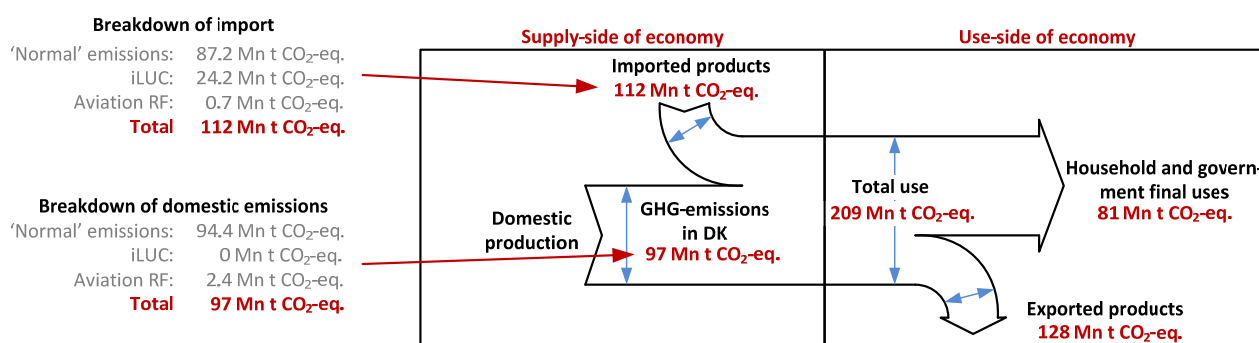 Breakdown of import
‘Normal’ emissions: 87.2 Mn t CO₂-eq.
iLUC: 24.2 Mn t CO₂-eq.
Aviation RF: 0.7 Mn t CO₂-eq.
Total 112 Mn t CO₂-eq.
Breakdown of domestic emissions
‘Normal’ emissions: 94.4 Mn t CO₂-eq.
iLUC: 0 Mn t CO₂-eq.
Aviation RF: 2.4 Mn t CO₂-eq.
Total 97 Mn t CO₂-eq.
Supply-side of economy
Imported products
112 Mn t CO₂-eq.
Domestic
production
GHG-emissions
in DK
97 Mn t CO₂-eq.
Use-side of economy
Total use
209 Mn t CO₂-eq.
Household and govern-
ment final uses
81 Mn t CO₂-eq.
Exported products
128 Mn t CO₂-eq.